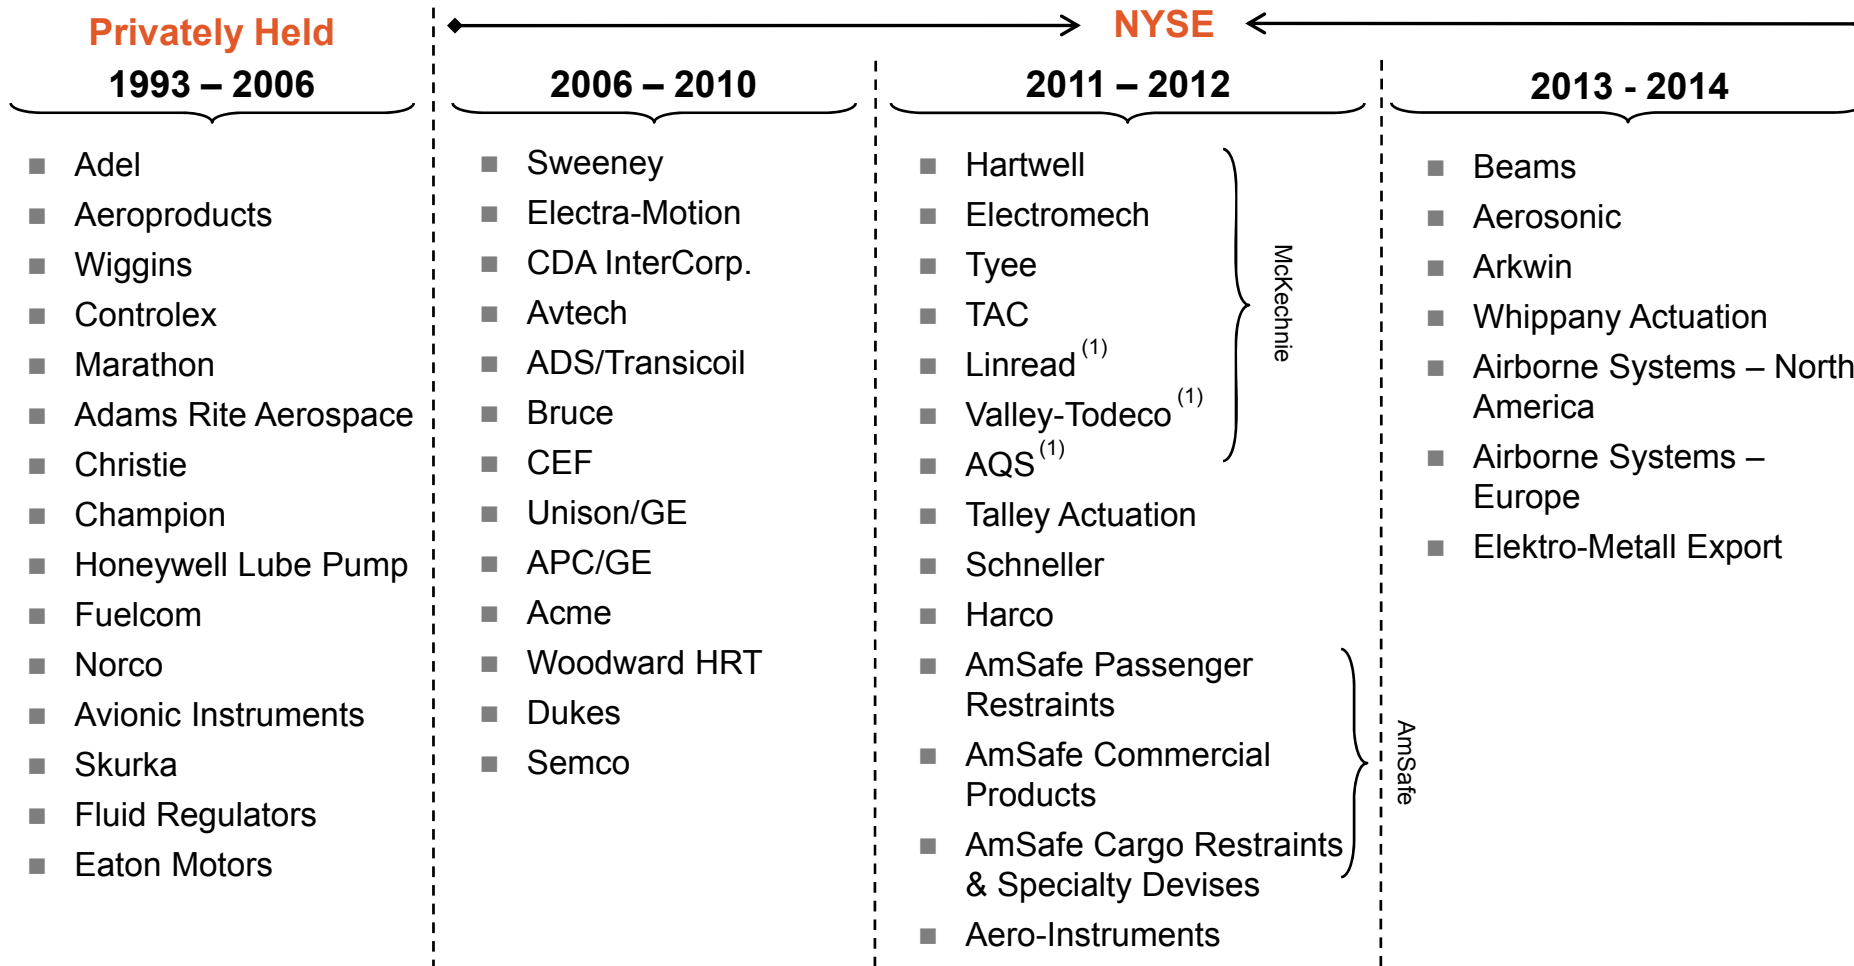 Privately Held
NYSE
1993 – 2006
Adel
Aeroproducts
Wiggins
Controlex
Marathon
Adams Rite Aerospace
Christie
Champion
Honeywell Lube Pump
Fuelcom
Norco
Avionic Instruments
Skurka
Fluid Regulators
Eaton Motors
2006 – 2010
Sweeney
Electra-Motion
CDA InterCorp.
Avtech
ADS/Transicoil
Bruce
CEF
Unison/GE
APC/GE
Acme
Woodward HRT
Dukes
Semco
2011 – 2012
Hartwell
Electromech
Tyee
TAC
Linread (1)
Valley-Todeco (1)
AQS (1)
McKechnie
Talley Actuation
Schneller
Harco
AmSafe Passenger
Restraints
AmSafe Commercial
Products
AmSafe Cargo Restraints
& Specialty Devises
AmSafe
Aero-Instruments
2013 - 2014
Beams
Aerosonic
Arkwin
Whippany Actuation
Airborne Systems – North
America
Airborne Systems –
Europe
Elektro-Metall Export